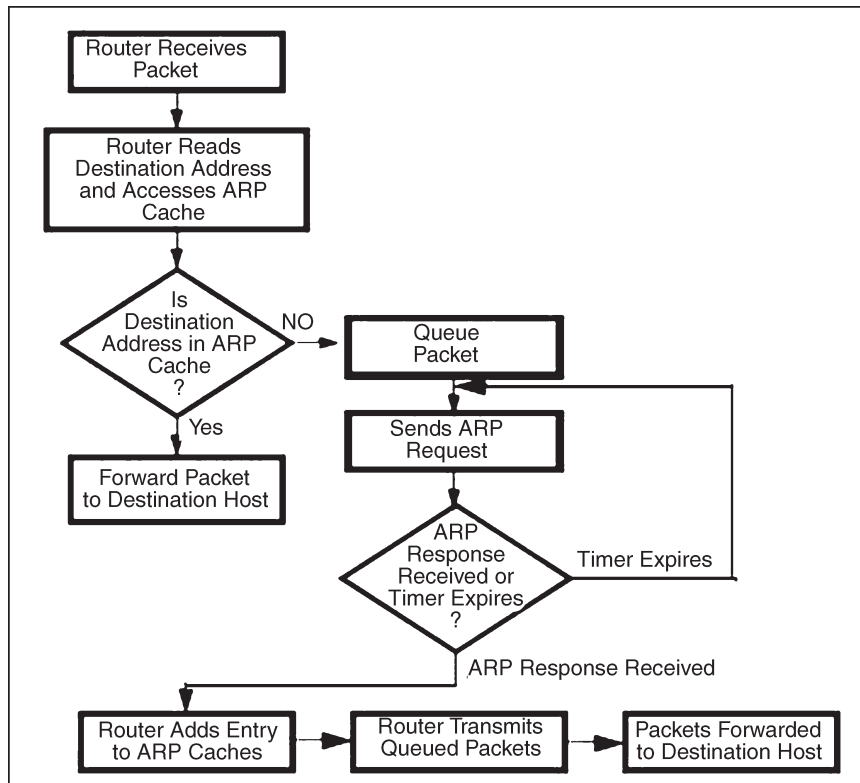 Router Receives
Packet
Router Reads
Destination Address
and Accesses ARP
Cache
Is
Destination
Address in ARP
Cache
?
NO
Yes
Forward Packet
to Destination Host
Queue
Packet
Sends ARP
Request
ARP
Response
Received or
Timer Expires
?
Timer Expires
ARP Response Received
Router Adds Entry
to ARP Caches
Router Transmits
Queued Packets
Packets Forwarded
to Destination Host